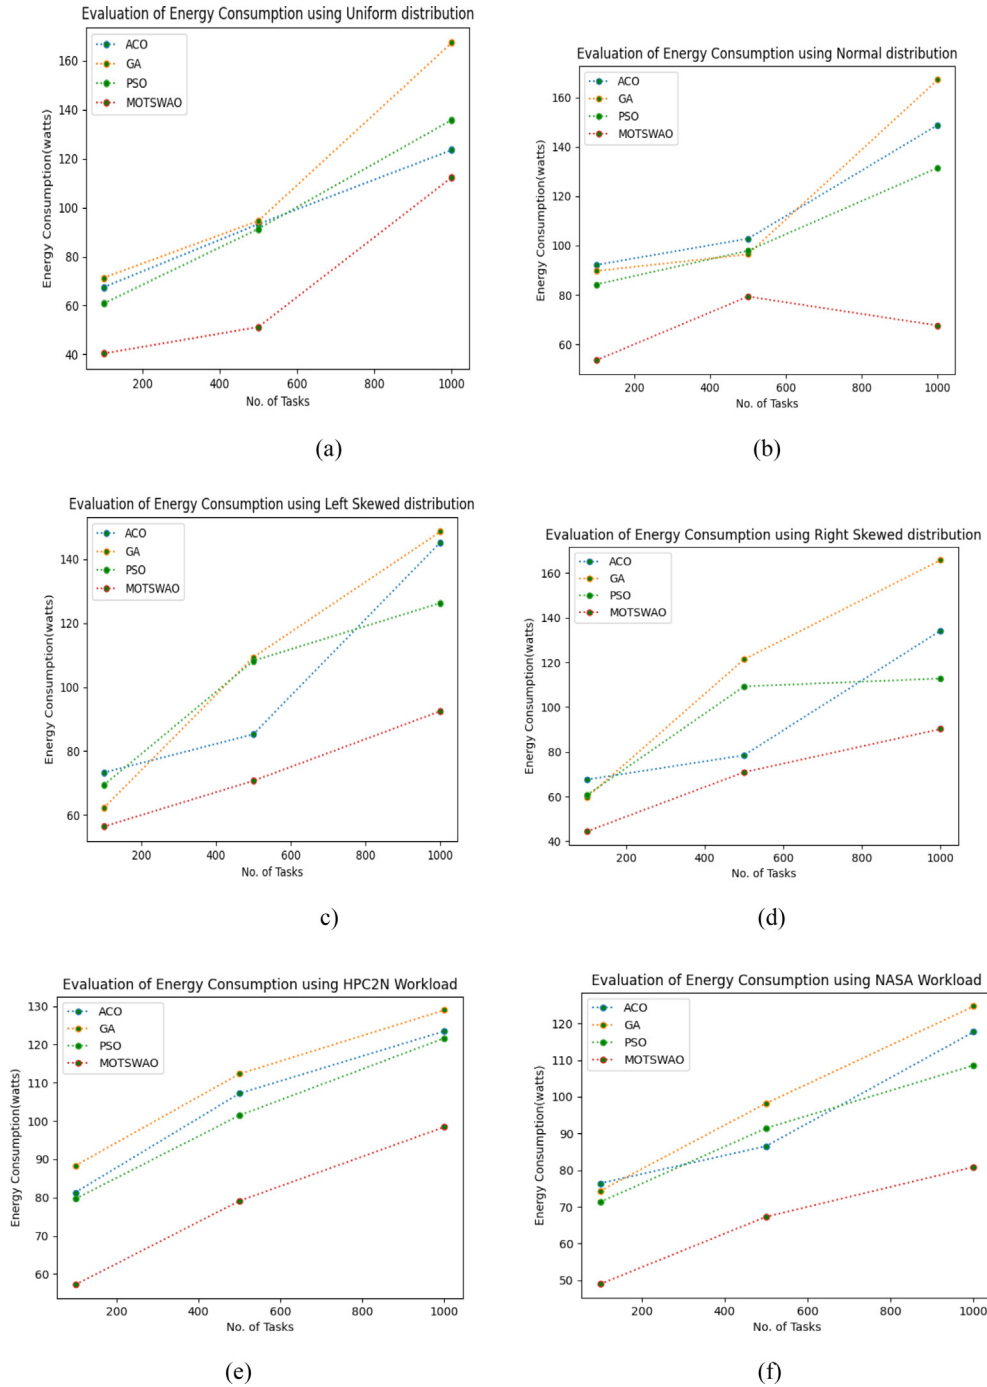 Evaluation of Energy Consumption using Uniform distribution
ACO
GA
PSO
MOTSWAO
160
140
120
100
80
60
40
Energy Consumption(watts)
200
400
600
800
1000
No. of Tasks
(a)
Evaluation of Energy Consumption using Normal distribution
ACO
GA
PSO
MOTSWAO
160
140
120
100
80
60
Energy Consumption(watts)
200
400
600
800
1000
No. of Tasks
(b)
Evaluation of Energy Consumption using Left Skewed distribution
ACO
GA
PSO
MOTSWAO
140
120
100
80
60
Energy Consumption(watts)
200
400
600
800
1000
No. of Tasks
c)
Evaluation of Energy Consumption using Right Skewed distribution
ACO
GA
PSO
MOTSWAO
160
140
120
100
80
60
40
Energy Consumption(watts)
200
400
600
800
1000
No. of Tasks
(d)
Evaluation of Energy Consumption using HPC2N Workload
ACO
GA
PSO
MOTSWAO
130
120
110
100
90
80
70
60
Energy Consumption(watts)
200
400
600
800
1000
No. of Tasks
(e)
Evaluation of Energy Consumption using NASA Workload
ACO
GA
PSO
MOTSWAO
120
110
100
90
80
70
60
50
Energy Consumption(watts)
200
400
600
800
1000
No. of Tasks
(f)